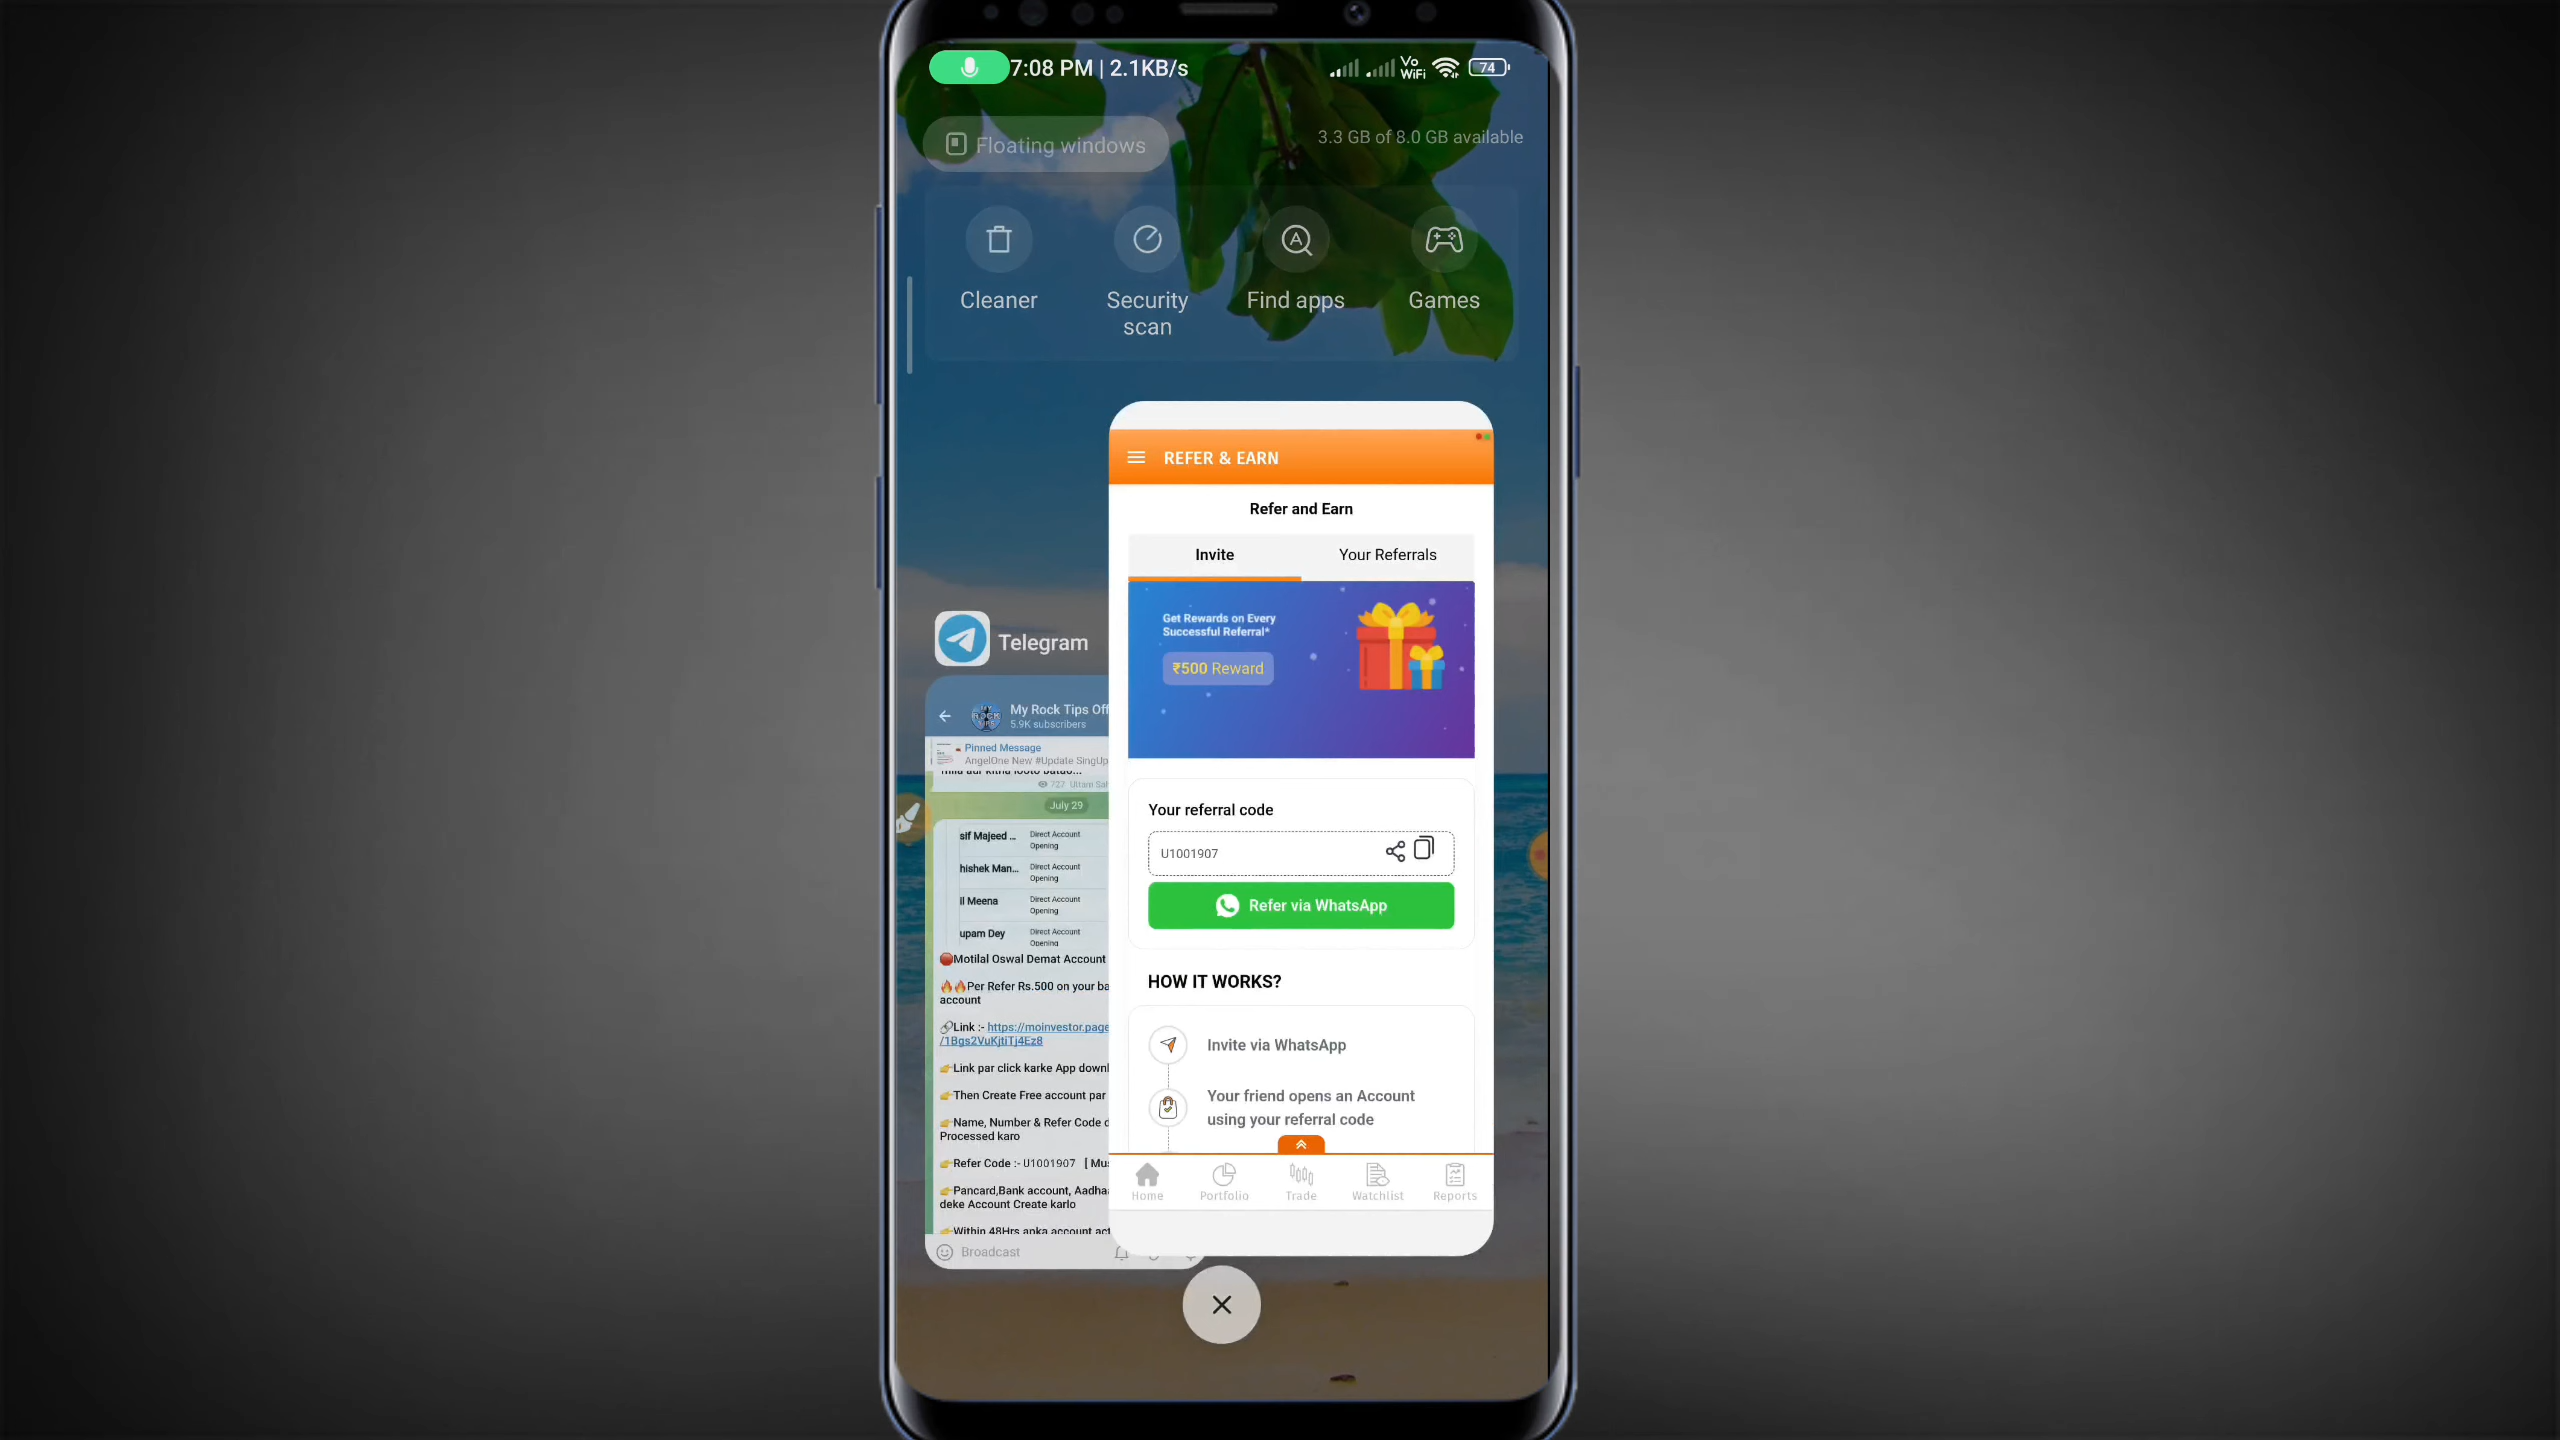 7:08 PM | 2.1KB/s
Vo
WiFi
74
Floating windows
3.3 GB of 8.0 GB available
Cleaner
Security
scan
Find apps
Games
Telegram
My Rock Tips Off
5.9K subscribers
Pinned Message
AngelOne New #Update SingUp
727
July 29
sif Majeed ...
Direct Account
Opening
hishek Man...
Direct Account
Opening
il Meena
Direct Account
Opening
upam Dey
Direct Account
Opening
Motilal Oswal Demat Account
Per Refer Rs.500 on your ba
account
Link :- https://moinvestor.page
/1Bgs2VuKjtiTj4Ez8
Link par click karke App downl
Then Create Free account par
Name, Number & Refer Code d
Processed karo
Refer Code :- U1001907 [ Mus
Pancard,Bank account, Aadhaa
deke Account Create karlo
Within 48Hrs apka account act
Broadcast
REFER & EARN
Refer and Earn
Invite
Your Referrals
Get Rewards on Every
Successful Referral*
₹500 Reward
Your referral code
U1001907
Refer via WhatsApp
HOW IT WORKS?
Invite via WhatsApp
Your friend opens an Account
using your referral code
Home
Portfolio
Trade
Watchlist
Reports